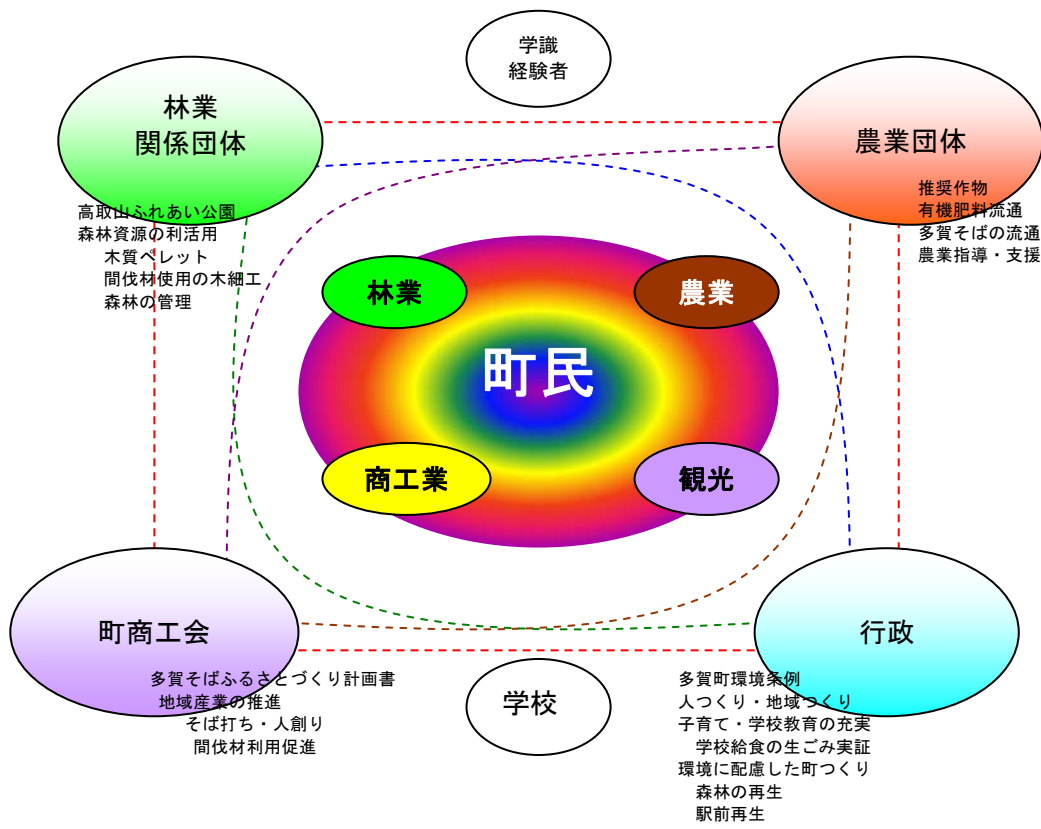 学識
経験者
林業
関係団体
農業団体
高取山ふれあい公園
森林資源の利活用
木質ペレット
間伐材使用の木細工
森林の管理
推奨作物
有機肥料流通
多賀そばの流通
農業指導・支援
林業
農業
町民
商工業
観光
町商工会
行政
多賀そばふるさとづくり計画書
地域産業の推進
そば打ち・人創り
間伐材利用促進
学校
多賀町環境条例
人つくり・地域つくり
子育て・学校教育の充実
学校給食の生ごみ実証
環境に配慮した町つくり
森林の再生
駅前再生